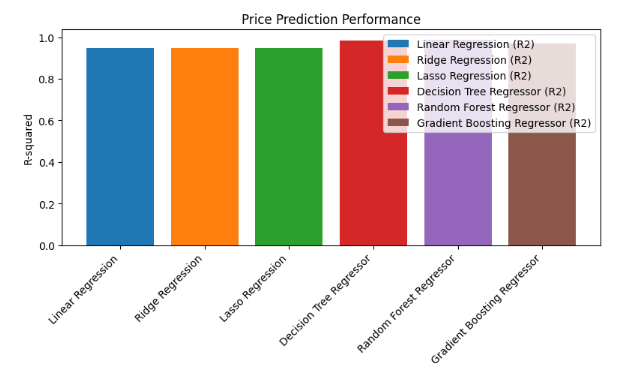 Price Prediction Performance
R-squared
1.0
0.8
0.6
0.4
0.2
0.0
Linear Regression (R2)
Ridge Regression (R2)
Lasso Regression (R2)
Decision Tree Regressor (R2)
Random Forest Regressor (R2)
Gradient Boosting Regressor (R2)
Linear Regression
Ridge Regression
Lasso Regression
Decision Tree Regressor
Random Forest Regressor
Gradient Boosting Regressor